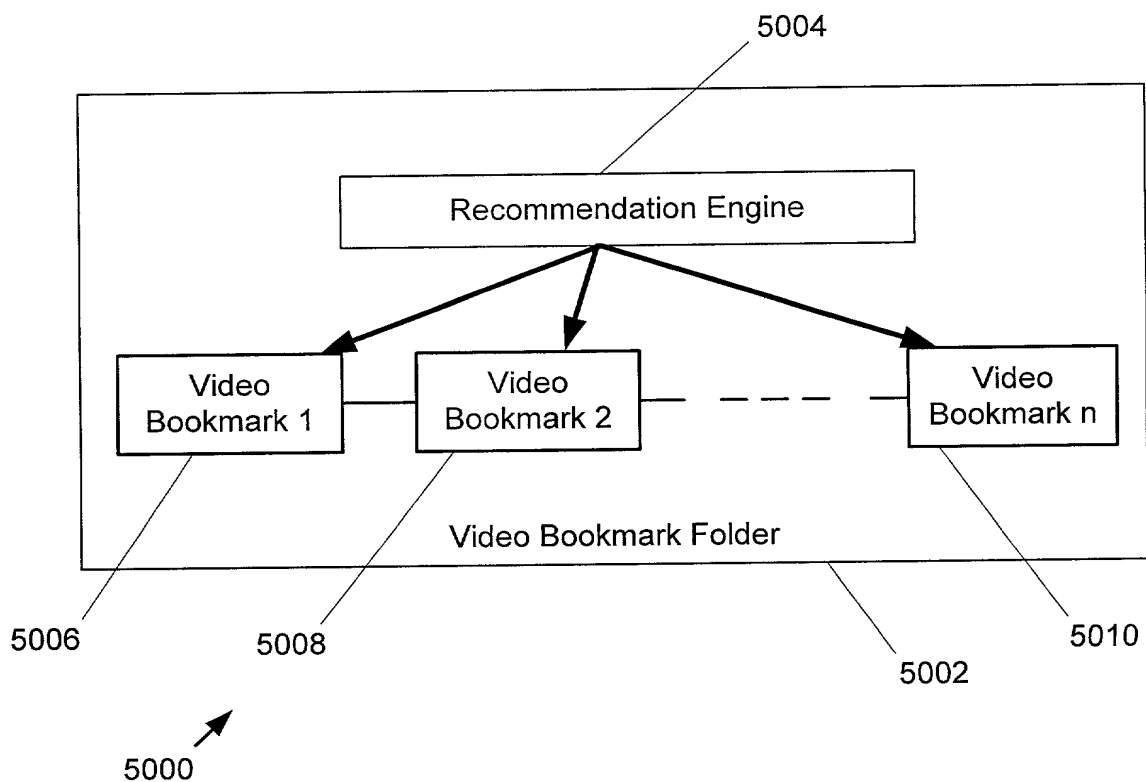 5004
Recommendation Engine
Video
Bookmark 1
Video
Bookmark 2
Video
Bookmark n
Video Bookmark Folder
5006
5008
5002
5010
5000